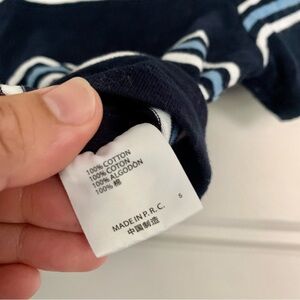 100% COTTON
100% COTON
100% ALGODÓN
100% 棉
S
MADE IN P. R. C.
中国制造